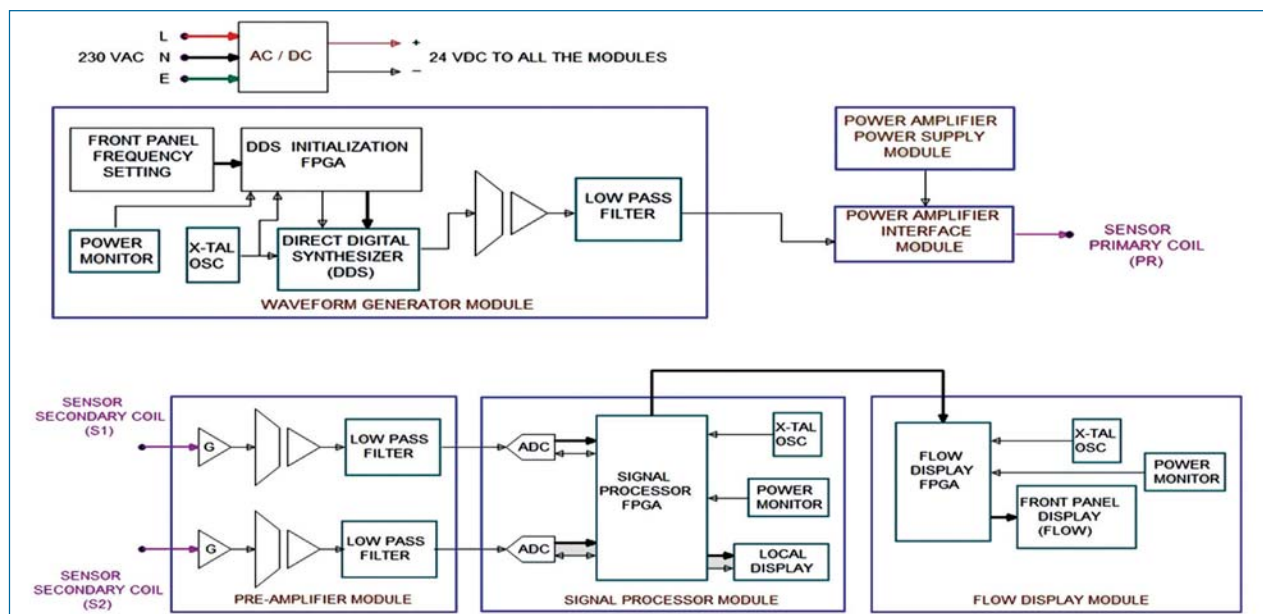 L
230 VAC N
E
AC / DC
+
24 VDC TO ALL THE MODULES
−
FRONT PANEL
FREQUENCY
SETTING
DDS INITIALIZATION
FPGA
POWER
MONITOR
X-TAL
OSC
DIRECT DIGITAL
SYNTHESIZER
(DDS)
LOW PASS
FILTER
WAVEFORM GENERATOR MODULE
POWER AMPLIFIER
POWER SUPPLY
MODULE
POWER AMPLIFIER
INTERFACE
MODULE
SENSOR
PRIMARY COIL
(PR)
SENSOR
SECONDARY COIL
(S1)
G
LOW PASS
FILTER
SENSOR
SECONDARY COIL
(S2)
G
LOW PASS
FILTER
PRE-AMPLIFIER MODULE
ADC
ADC
SIGNAL
PROCESSOR
FPGA
X-TAL
OSC
POWER
MONITOR
LOCAL
DISPLAY
SIGNAL PROCESSOR MODULE
FLOW
DISPLAY
FPGA
X-TAL
OSC
POWER
MONITOR
FRONT PANEL
DISPLAY
(FLOW)
FLOW DISPLAY MODULE